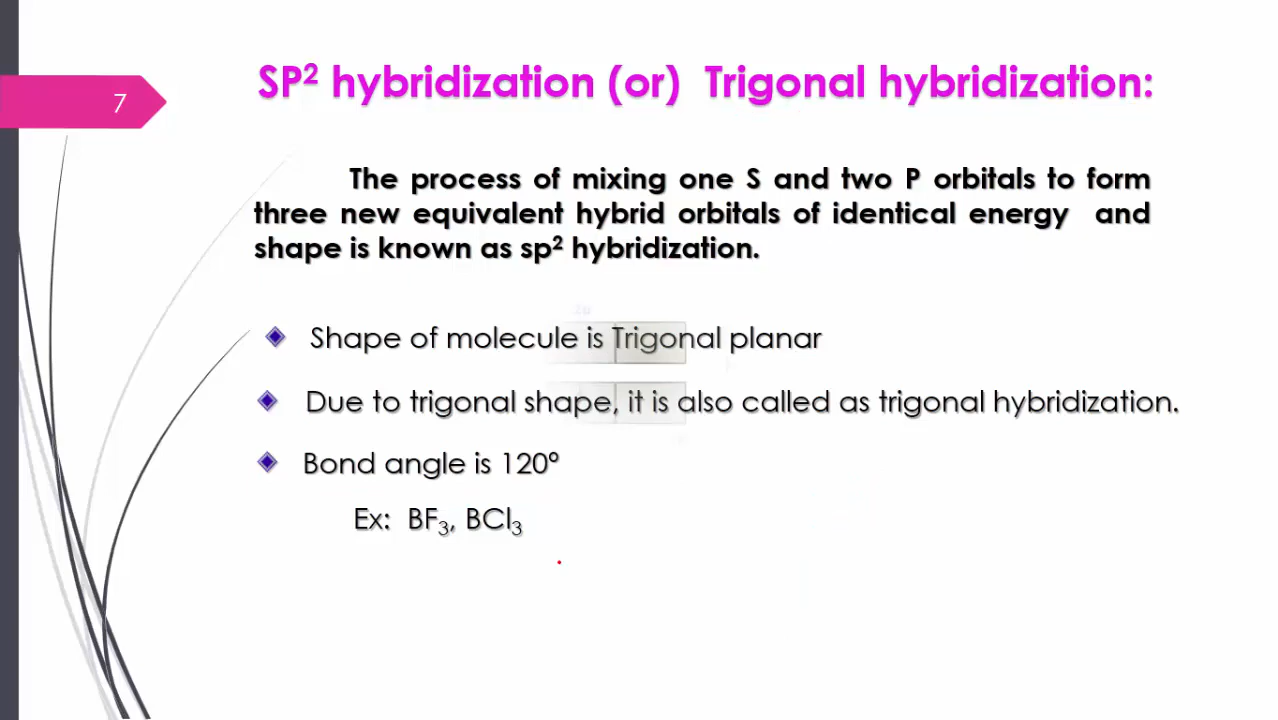 7
SP² hybridization (or) Trigonal hybridization:
The process of mixing one S and two P orbitals to form
three new equivalent hybrid orbitals of identical energy and
shape is known as sp² hybridization.
Shape of molecule is Trigonal planar
Due to trigonal shape, it is also called as trigonal hybridization.
Bond angle is 120⁰
Ex: BF₃, BCl₃